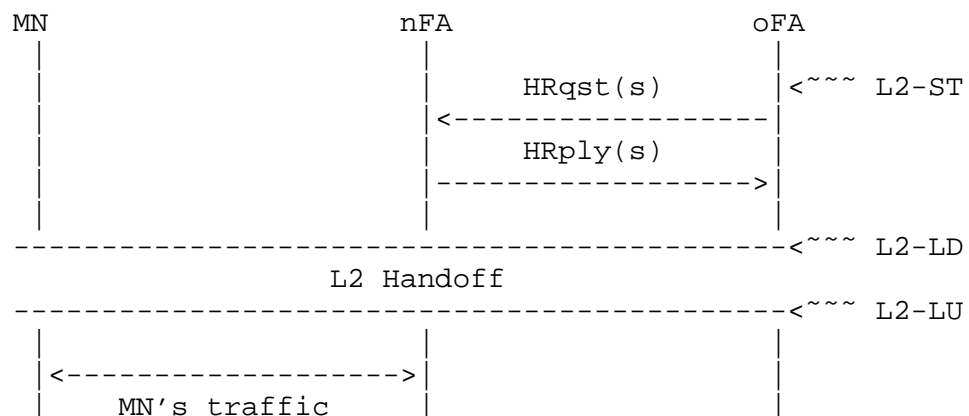 MN nFA oFA
HRqst(s) <~~~ L2-ST
<------------------
HRply(s)
------------------>
--------------------------------------------------<~~~ L2-LD
L2 Handoff
--------------------------------------------------<~~~ L2-LU
<------------------->
MN's traffic